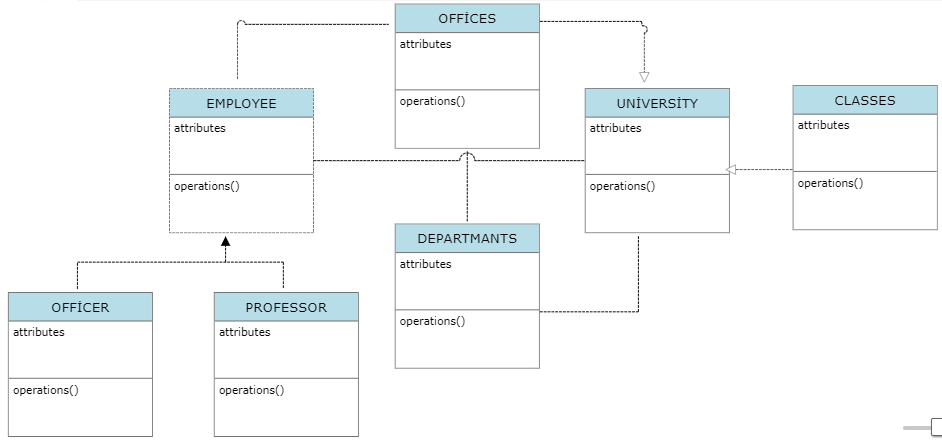 OFFİCES
attributes
operations()
EMPLOYEE
attributes
operations()
UNİVERSİTY
attributes
operations()
CLASSES
attributes
operations()
DEPARTMANTS
attributes
operations()
OFFİCER
attributes
operations()
PROFESSOR
attributes
operations()